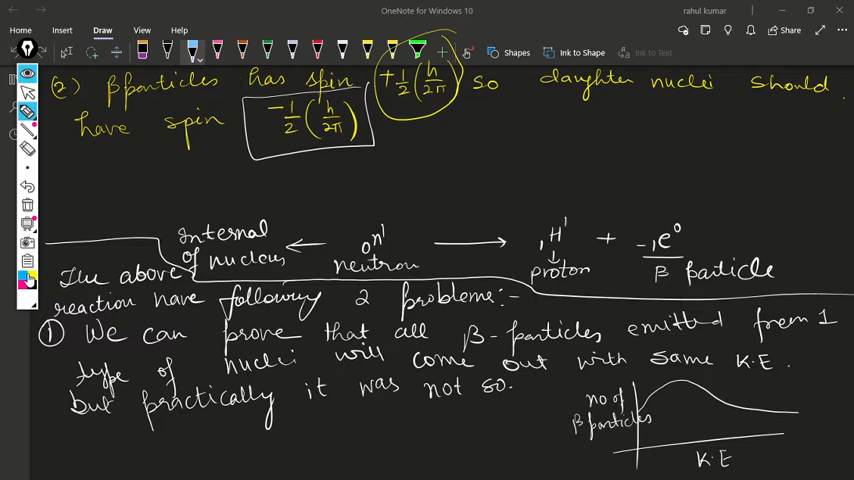 OneNote for Windows 10
rahul kumar
Home Insert Draw View Help
Share
Shapes Ink to Shape Ink to Text
(2) β particles has spin +1/2 (h/2π) so daughter nuclei should
have spin -1/2 (h/2π)
Internal of nucleus ← ₀n¹ → ₁H¹ + ₋₁e⁰
neutron ↓ proton β particle
The above
reaction have following 2 problems:-
① We can prove that all β-particles emitted from 1
type of nuclei will come out with same K.E.
but practically it was not so.
no of
β particles
K.E